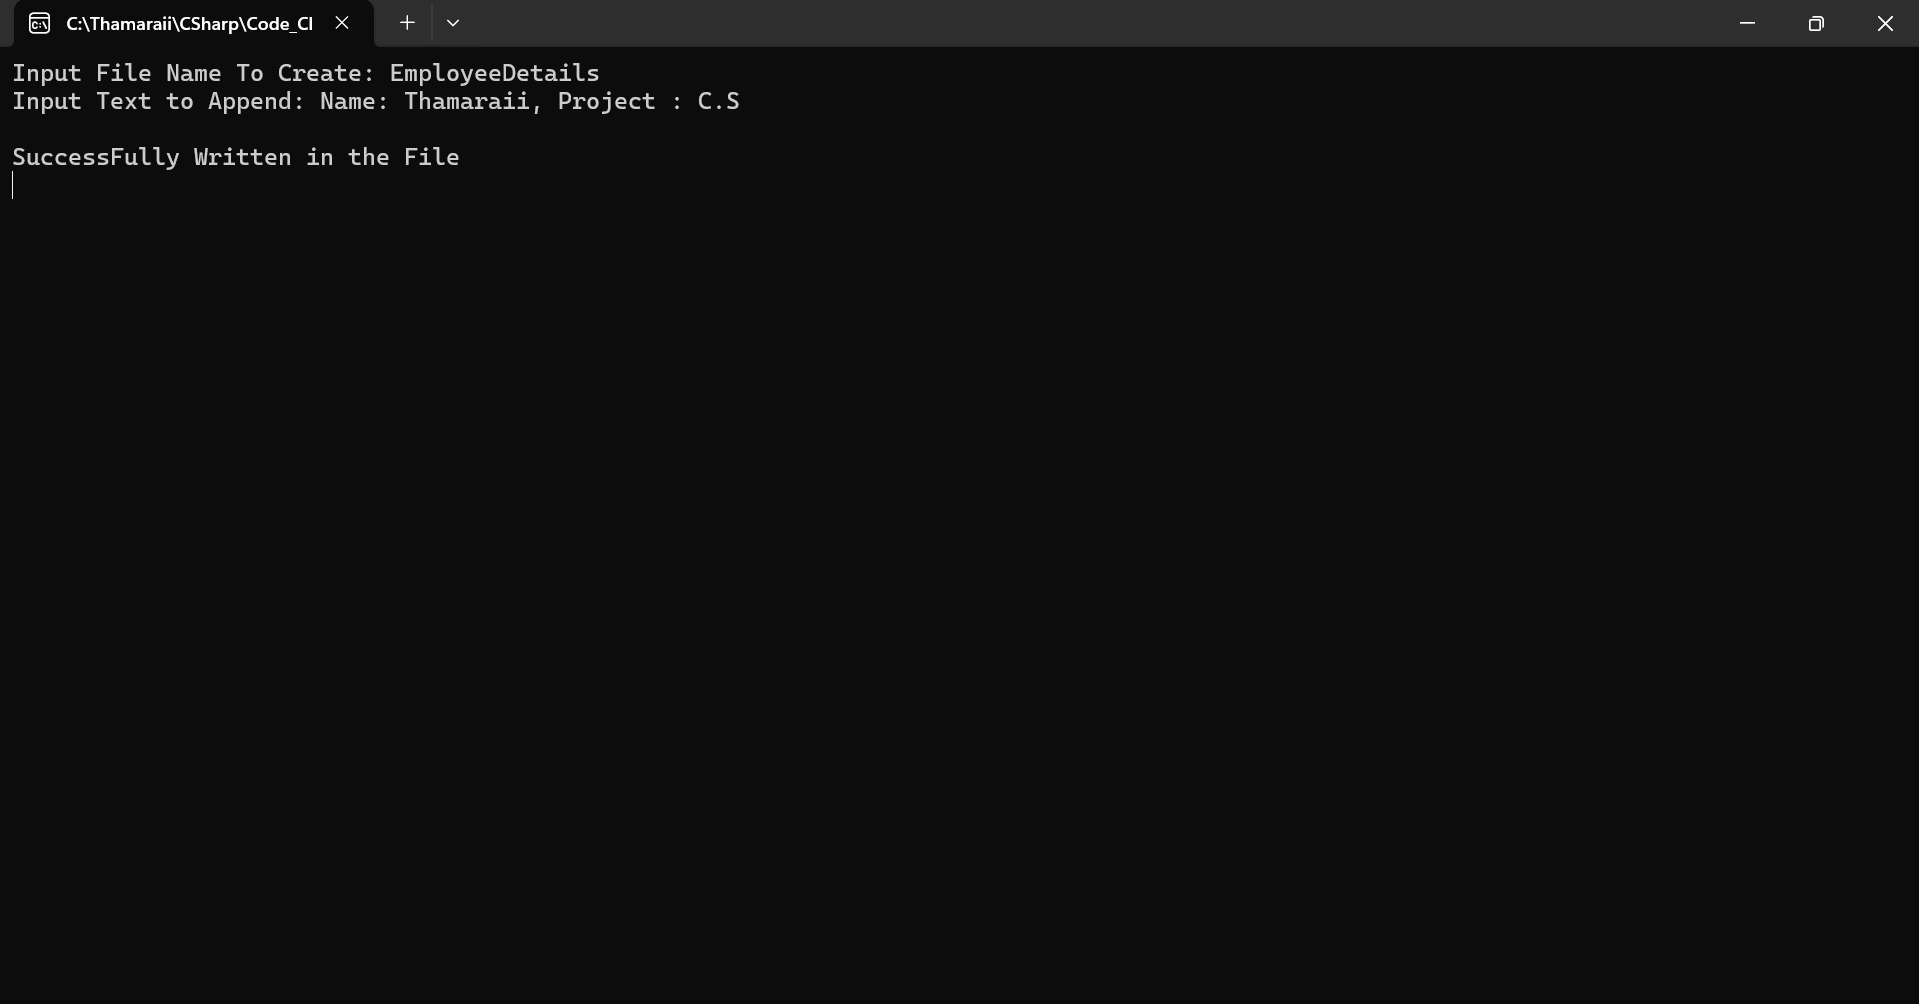 C:\Thamaraii\CSharp\Code_Cl
Input File Name To Create: EmployeeDetails
Input Text to Append: Name: Thamaraii, Project : C.S
SuccessFully Written in the File